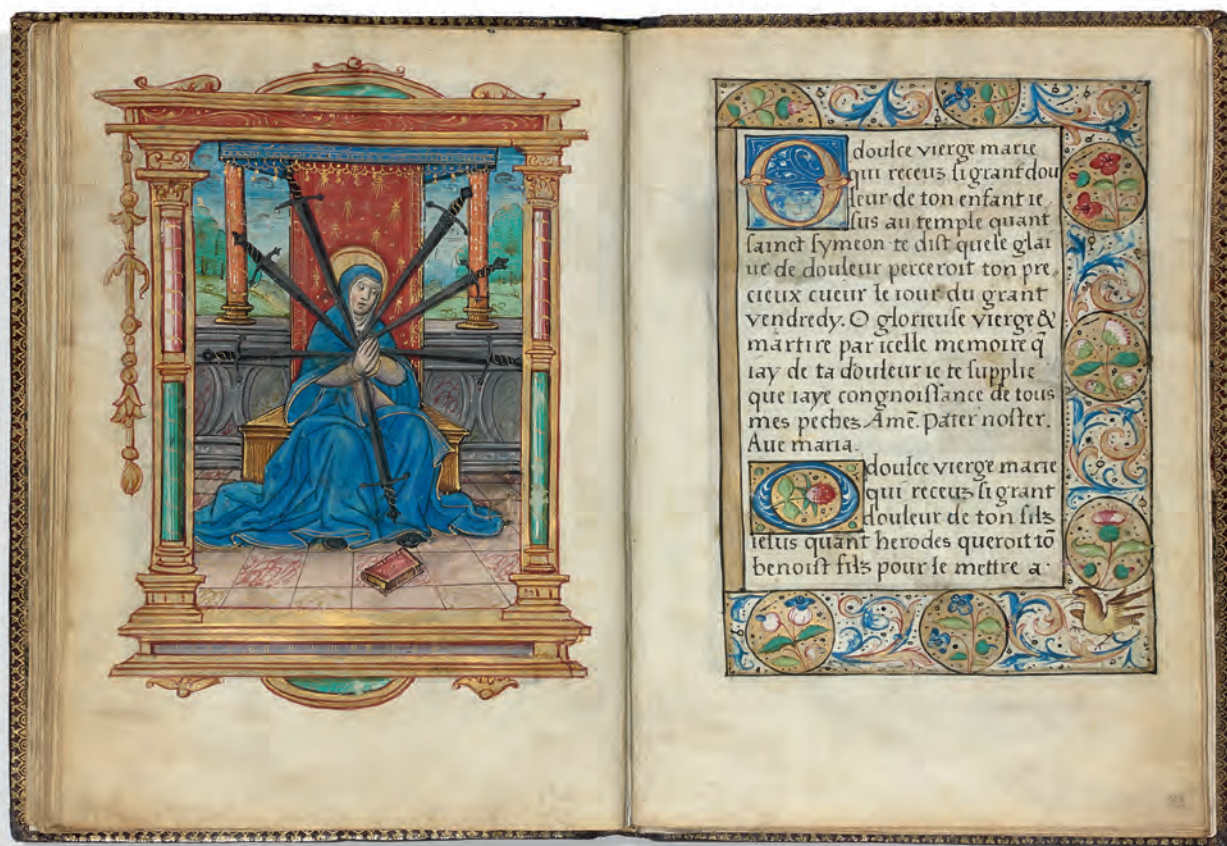 O doulce vierge marie
qui receuz si grant dou
leur de ton enfant ie
sus au temple quant
sainct symeon te dist que le glai
ue de douleur perceroit ton pre,,
cieux cueur le iour du grant
vendredy. O glorieuse vierge &
martire par icelle memoire q̄
iay de ta douleur ie te supplie
que iaye congnoissance de tous
mes pechez. Amē. Pater noster.
Aue maria.
O doulce vierge marie
qui receuz si grant
douleur de ton filz
iesus quant herodes queroit tō
benoist filz pour le mettre a